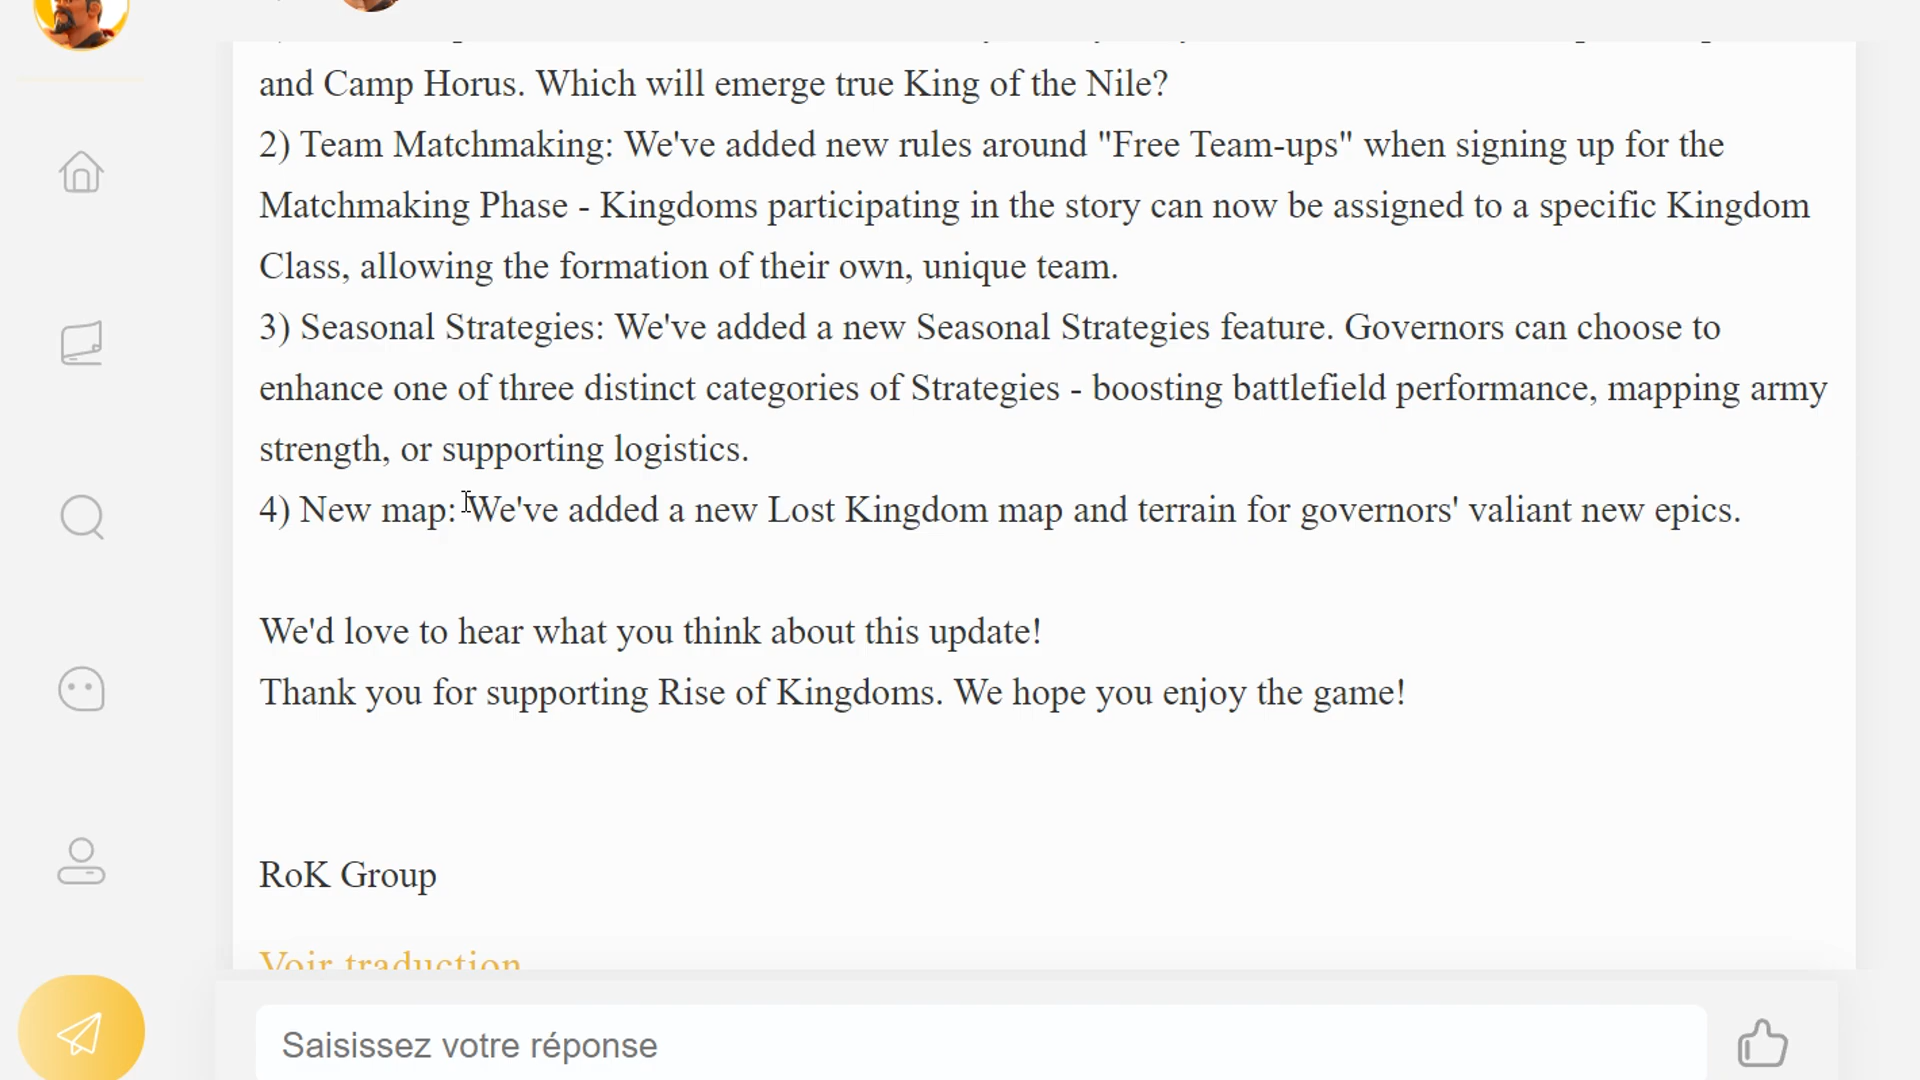 and Camp Horus. Which will emerge true King of the Nile?
2) Team Matchmaking: We've added new rules around "Free Team-ups" when signing up for the
Matchmaking Phase - Kingdoms participating in the story can now be assigned to a specific Kingdom
Class, allowing the formation of their own, unique team.
3) Seasonal Strategies: We've added a new Seasonal Strategies feature. Governors can choose to
enhance one of three distinct categories of Strategies - boosting battlefield performance, mapping army
strength, or supporting logistics.
4) New map: We've added a new Lost Kingdom map and terrain for governors' valiant new epics.
We'd love to hear what you think about this update!
Thank you for supporting Rise of Kingdoms. We hope you enjoy the game!
RoK Group
Voir traduction
Saisissez votre réponse